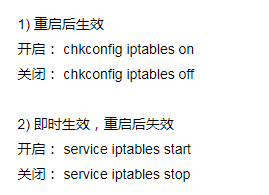 1) 重启后生效
开启： chkconfig iptables on
关闭： chkconfig iptables off
2) 即时生效，重启后失效
开启： service iptables start
关闭： service iptables stop